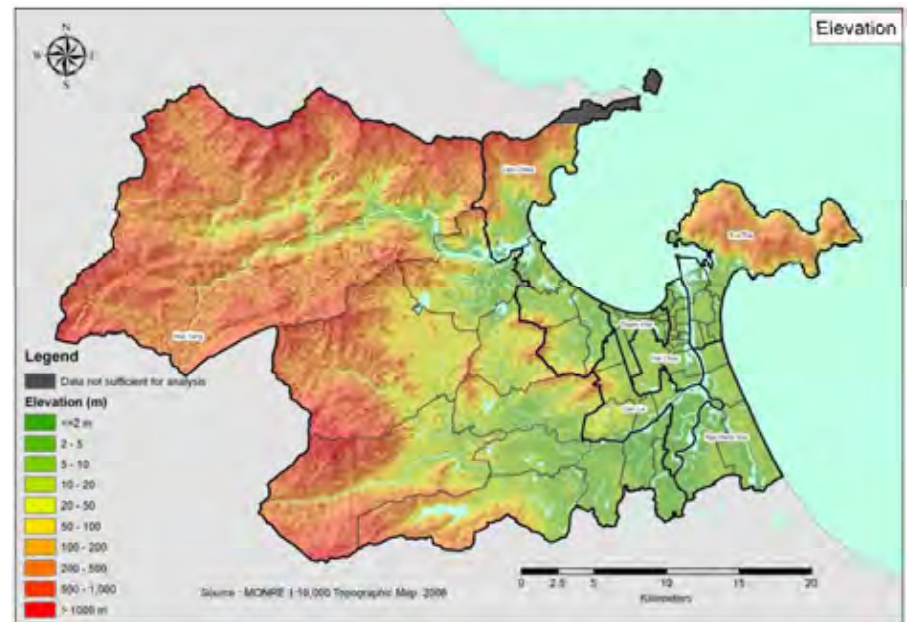 Elevation
N
W E
S
Legend
Data not sufficient for analysis
Elevation (m)
<=2 m
2 - 5
5 - 10
10 - 20
20 - 50
50 - 100
100 - 200
200 - 500
500 - 1,000
> 1000 m
Source : MONRE 1:10,000 Topographic Map 2008
0 2.5 5 10 15 20
Kilometers